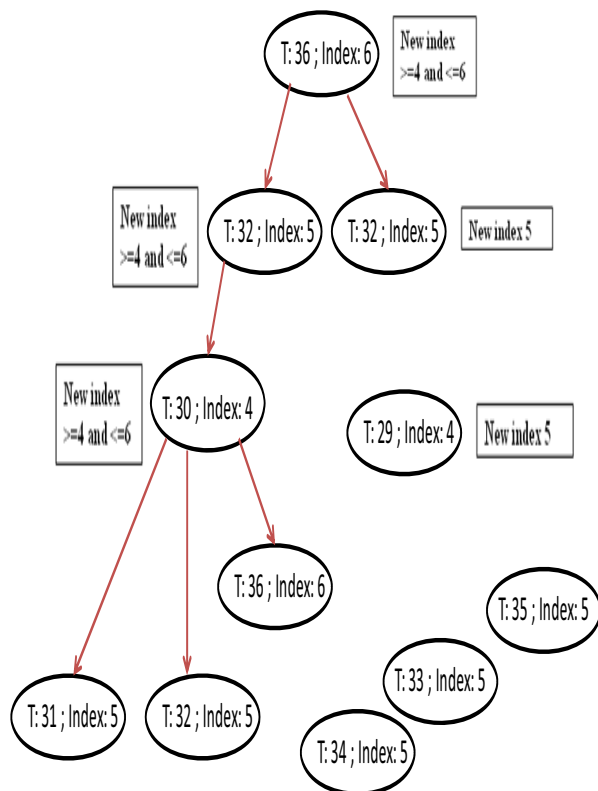 T: 36 ; Index: 6
New index
>=4 and <=6
New index
>=4 and <=6
T: 32 ; Index: 5
T: 32 ; Index: 5
New index 5
New index
>=4 and <=6
T: 30 ; Index: 4
T: 29 ; Index: 4
New index 5
T: 36 ; Index: 6
T: 35 ; Index: 5
T: 33 ; Index: 5
T: 31 ; Index: 5
T: 32 ; Index: 5
T: 34 ; Index: 5